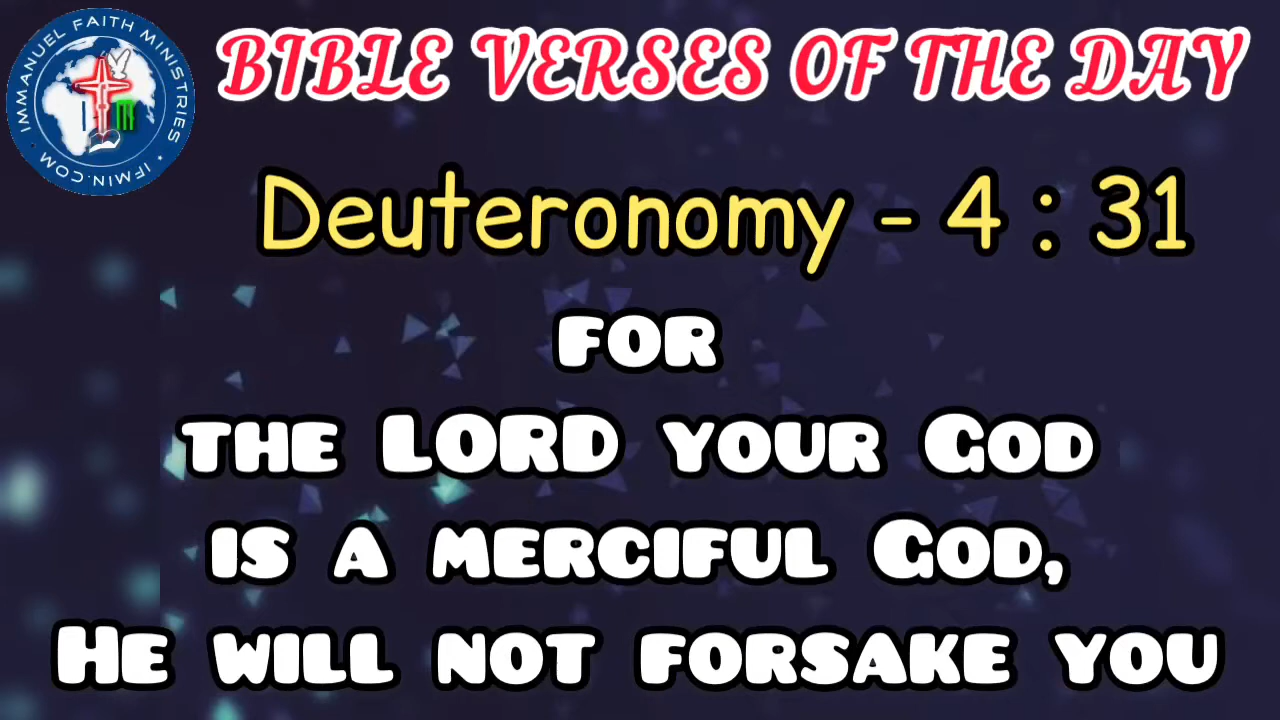 IMMANUEL FAITH MINISTRIES
IFMIN.COM
BIBLE VERSES OF THE DAY
Deuteronomy - 4 : 31
FOR
THE LORD YOUR GOD
IS A MERCIFUL GOD,
HE WILL NOT FORSAKE YOU